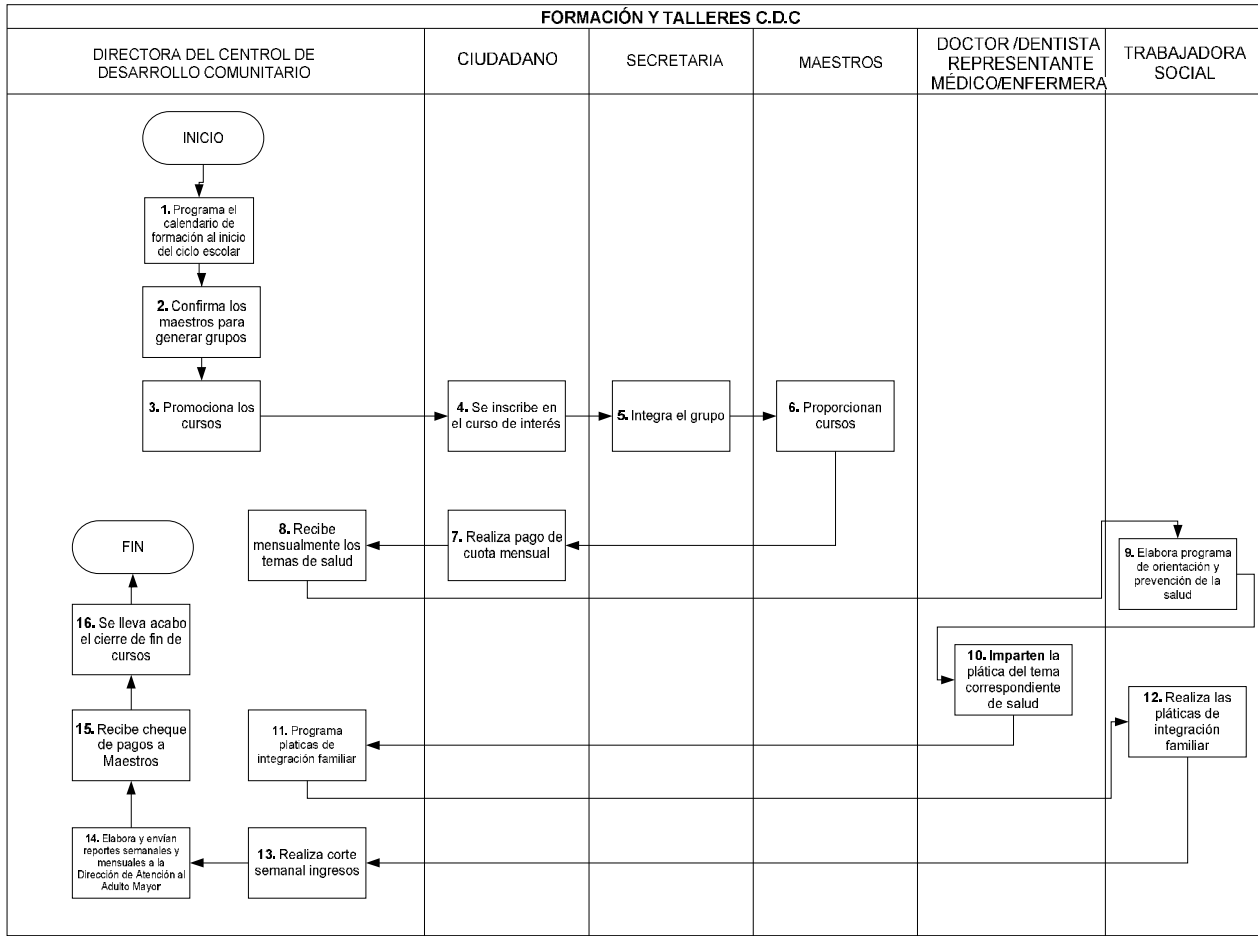 FORMACIÓN Y TALLERES C.D.C
DIRECTORA DEL CENTROL DE
DESARROLLO COMUNITARIO
CIUDADANO
SECRETARIA
MAESTROS
DOCTOR /DENTISTA
REPRESENTANTE
MÉDICO/ENFERMERA
TRABAJADORA
SOCIAL
INICIO
1. Programa el
calendario de
formación al inicio
del ciclo escolar
2. Confirma los
maestros para
generar grupos
3. Promociona los
cursos
4. Se inscribe en
el curso de interés
5. Integra el grupo
6. Proporcionan
cursos
7. Realiza pago de
cuota mensual
8. Recibe
mensualmente los
temas de salud
9. Elabora programa
de orientación y
prevención de la
salud
10. Imparten la
plática del tema
correspondiente
de salud
11. Programa
platicas de
integración familiar
12. Realiza las
pláticas de
integración
familiar
13. Realiza corte
semanal ingresos
14. Elabora y envían
reportes semanales y
mensuales a la
Dirección de Atención al
Adulto Mayor
15. Recibe cheque
de pagos a
Maestros
16. Se lleva acabo
el cierre de fin de
cursos
FIN